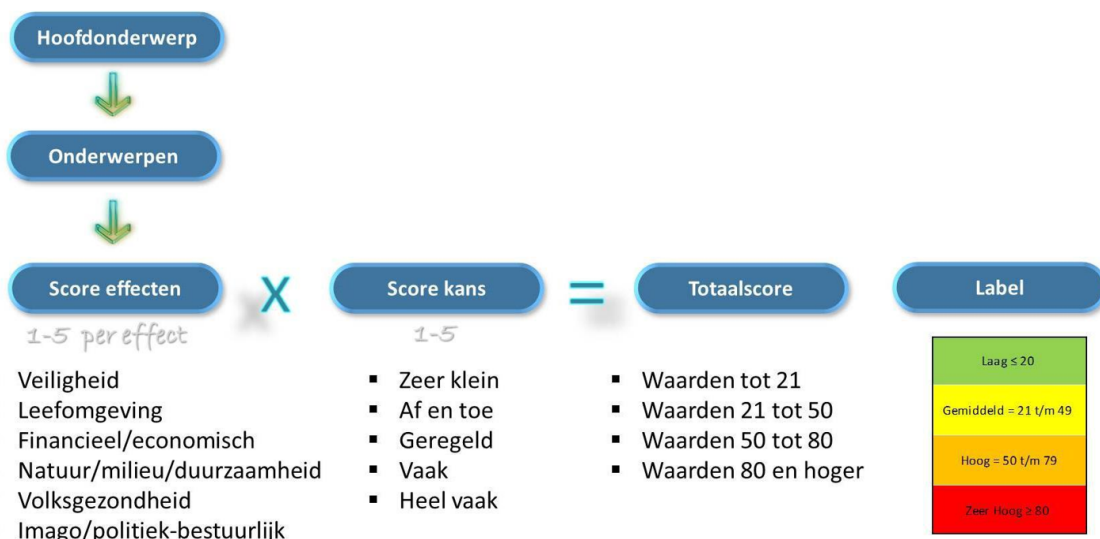 Hoofdonderwerp
Onderwerpen
Score effecten
X
Score kans
=
Totaalscore
Label
1-5 per effect
1-5
Veiligheid
Leefomgeving
Financieel/economisch
Natuur/milieu/duurzaamheid
Volksgezondheid
Imago/politiek-bestuurlijk
▪ Zeer klein
▪ Af en toe
▪ Geregeld
▪ Vaak
▪ Heel vaak
▪ Waarden tot 21
▪ Waarden 21 tot 50
▪ Waarden 50 tot 80
▪ Waarden 80 en hoger
Laag ≤ 20
Gemiddeld = 21 t/m 49
Hoog = 50 t/m 79
Zeer Hoog ≥ 80